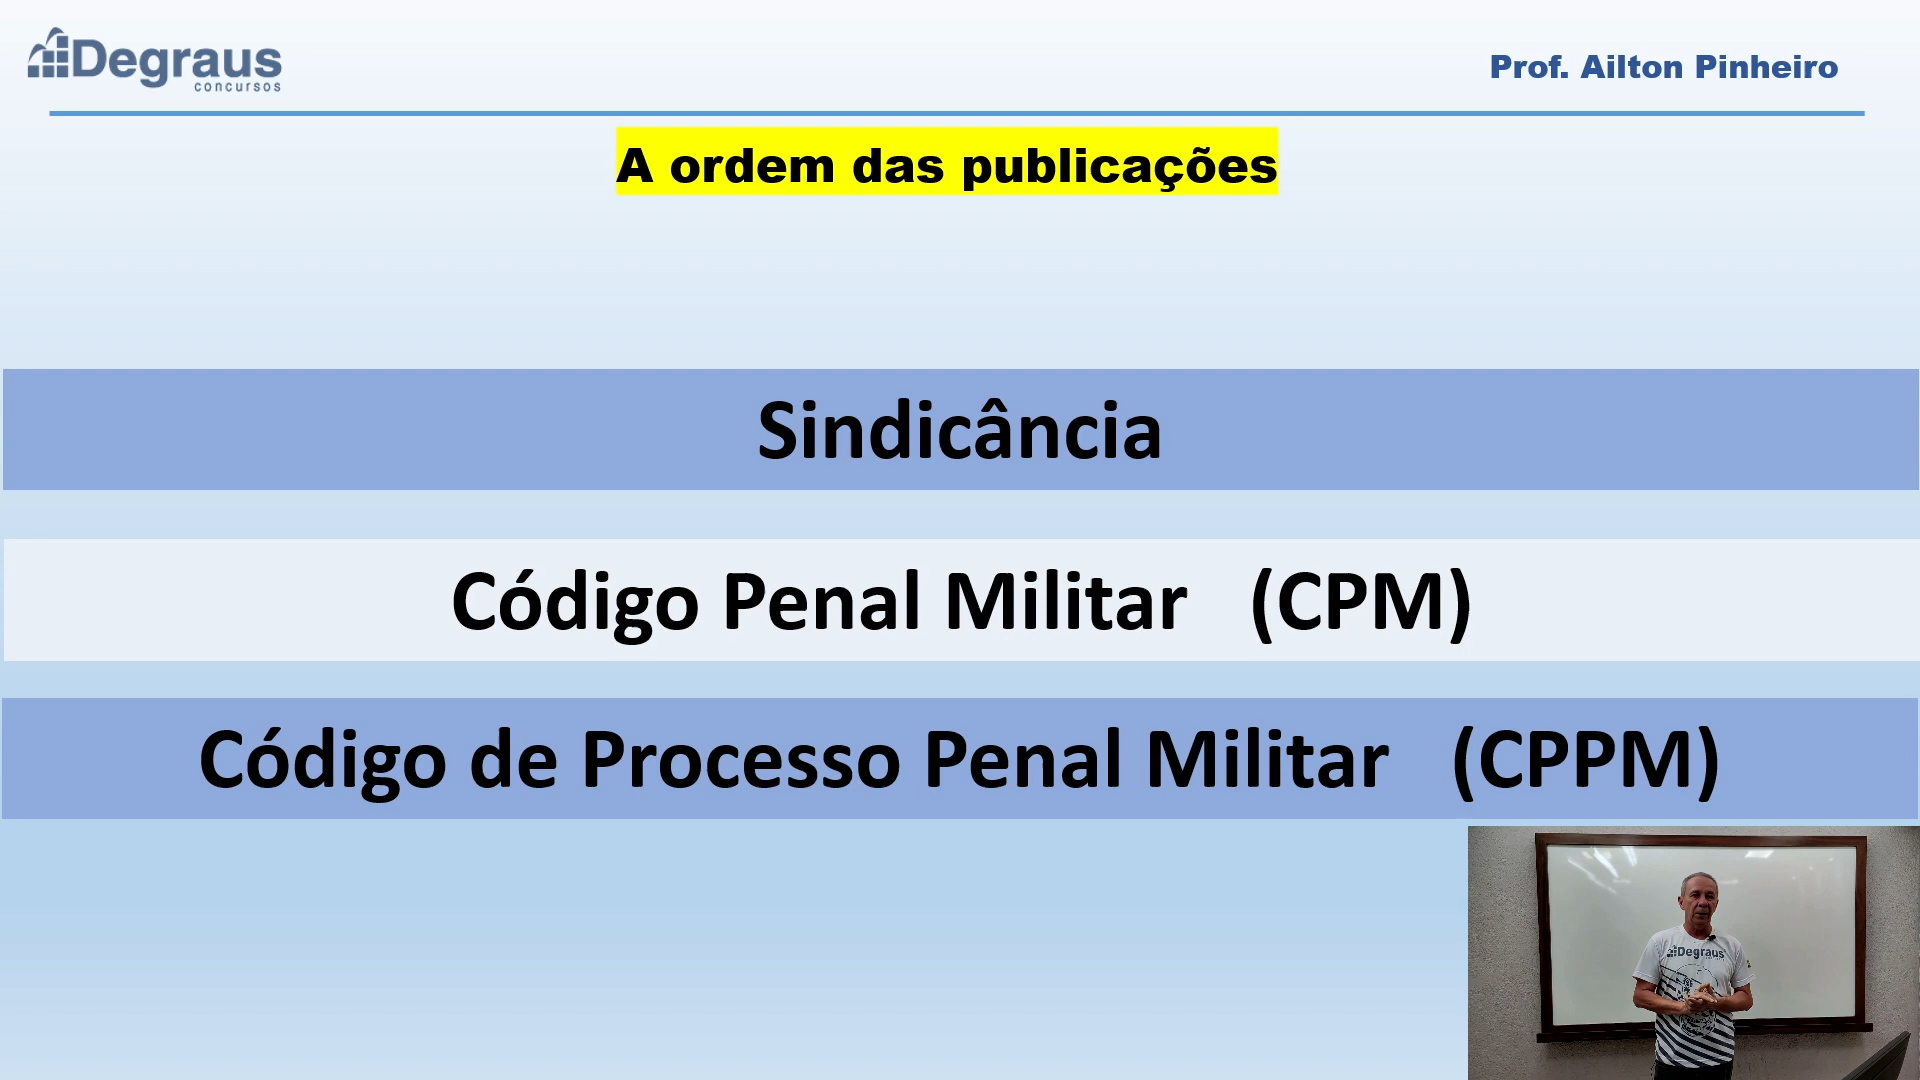 Degraus
concursos
Prof. Ailton Pinheiro
A ordem das publicações
Sindicância
Código Penal Militar (CPM)
Código de Processo Penal Militar (CPPM)
Degraus